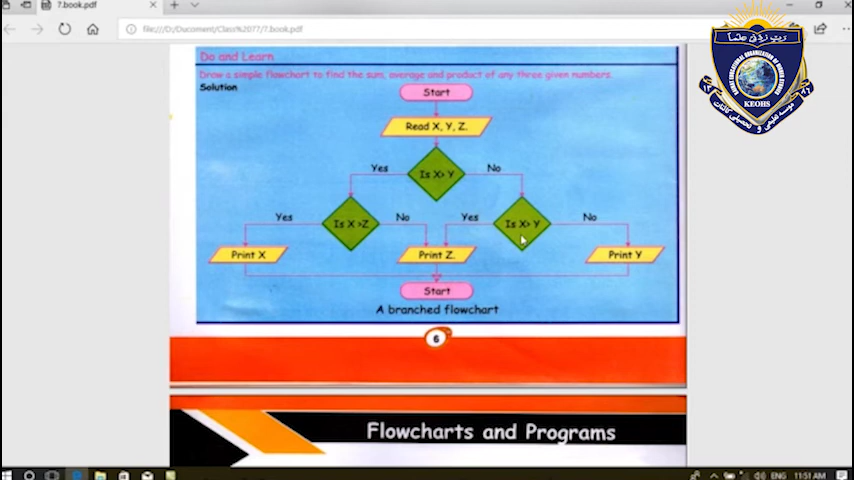 7.book.pdf
file:///D:/Ducoment/Class%2077/7.book.pdf
Do and Learn
Draw a simple flowchart to find the sum, average and product of any three given numbers.
Solution
Start
Read X, Y, Z.
Yes
Is X> Y
No
Yes
Is X >Z
No
Yes
Is X> Y
No
Print X
Print Z.
Print Y
Start
A branched flowchart
6
Flowcharts and Programs
KEOHS
ENG
11:51 AM